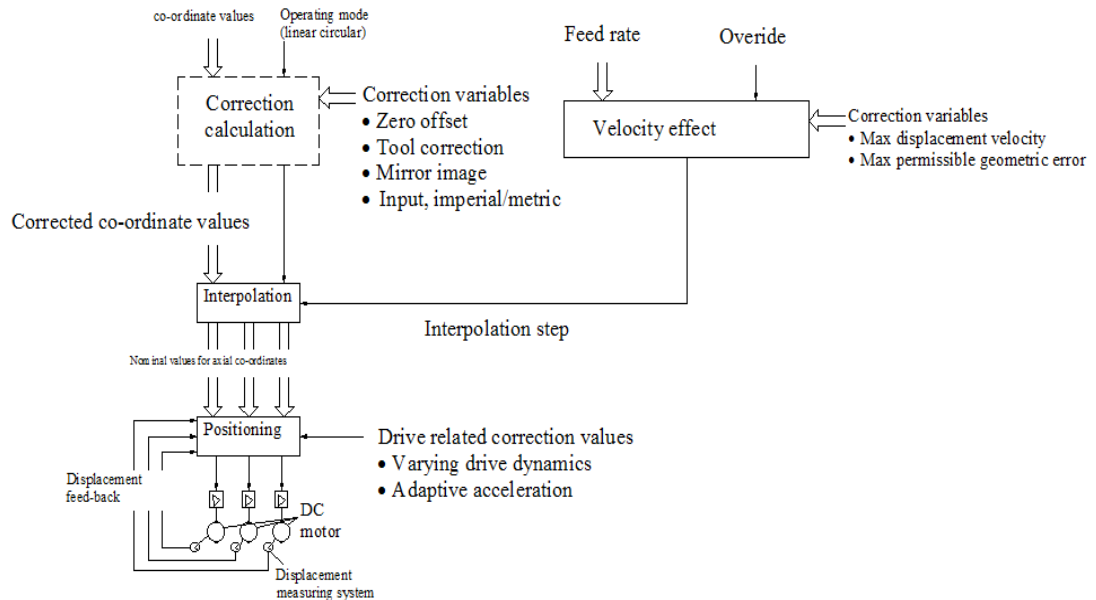 co-ordinate values
Operating mode
(linear circular)
Feed rate
Overide
Correction
calculation
Correction variables
• Zero offset
• Tool correction
• Mirror image
• Input, imperial/metric
Velocity effect
Correction variables
• Max displacement velocity
• Max permissible geometric error
Corrected co-ordinate values
Interpolation
Interpolation step
Nominal values for axial co-ordinates
Positioning
Drive related correction values
• Varying drive dynamics
• Adaptive acceleration
Displacement
feed-back
DC
motor
Displacement
measuring system